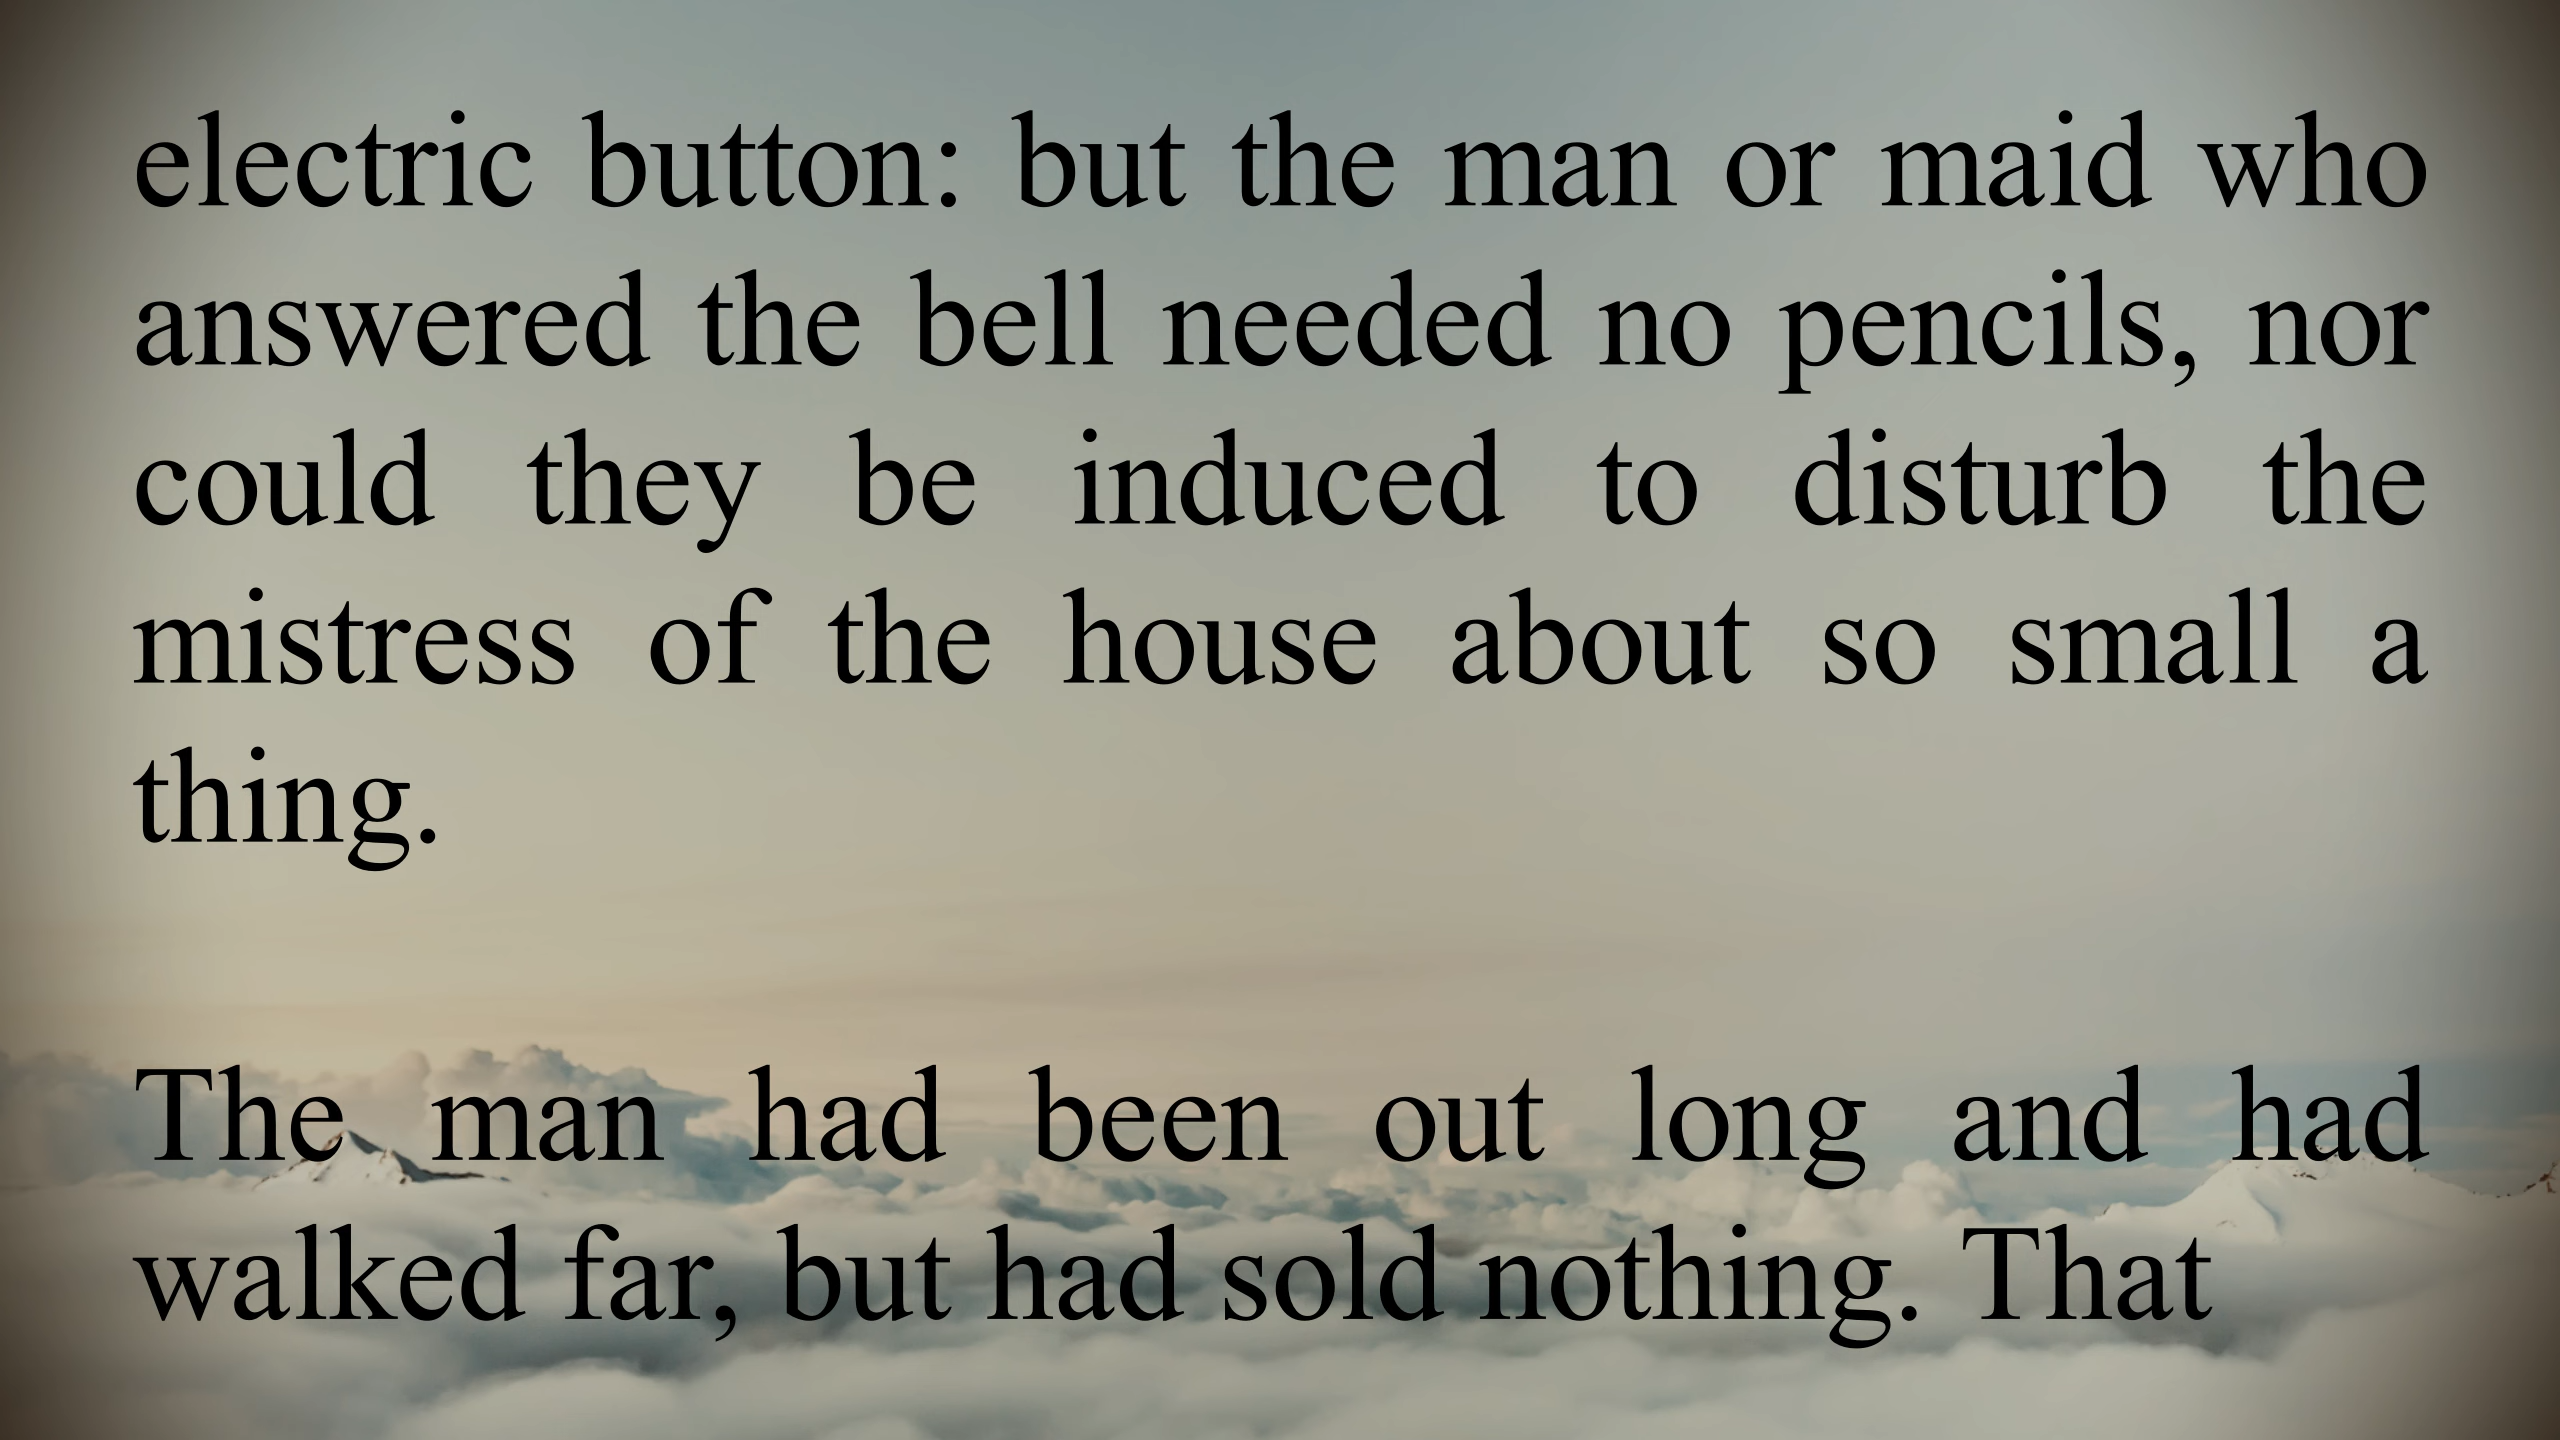 electric button: but the man or maid who
answered the bell needed no pencils, nor
could they be induced to disturb the
mistress of the house about so small a
thing.
The man had been out long and had
walked far, but had sold nothing. That